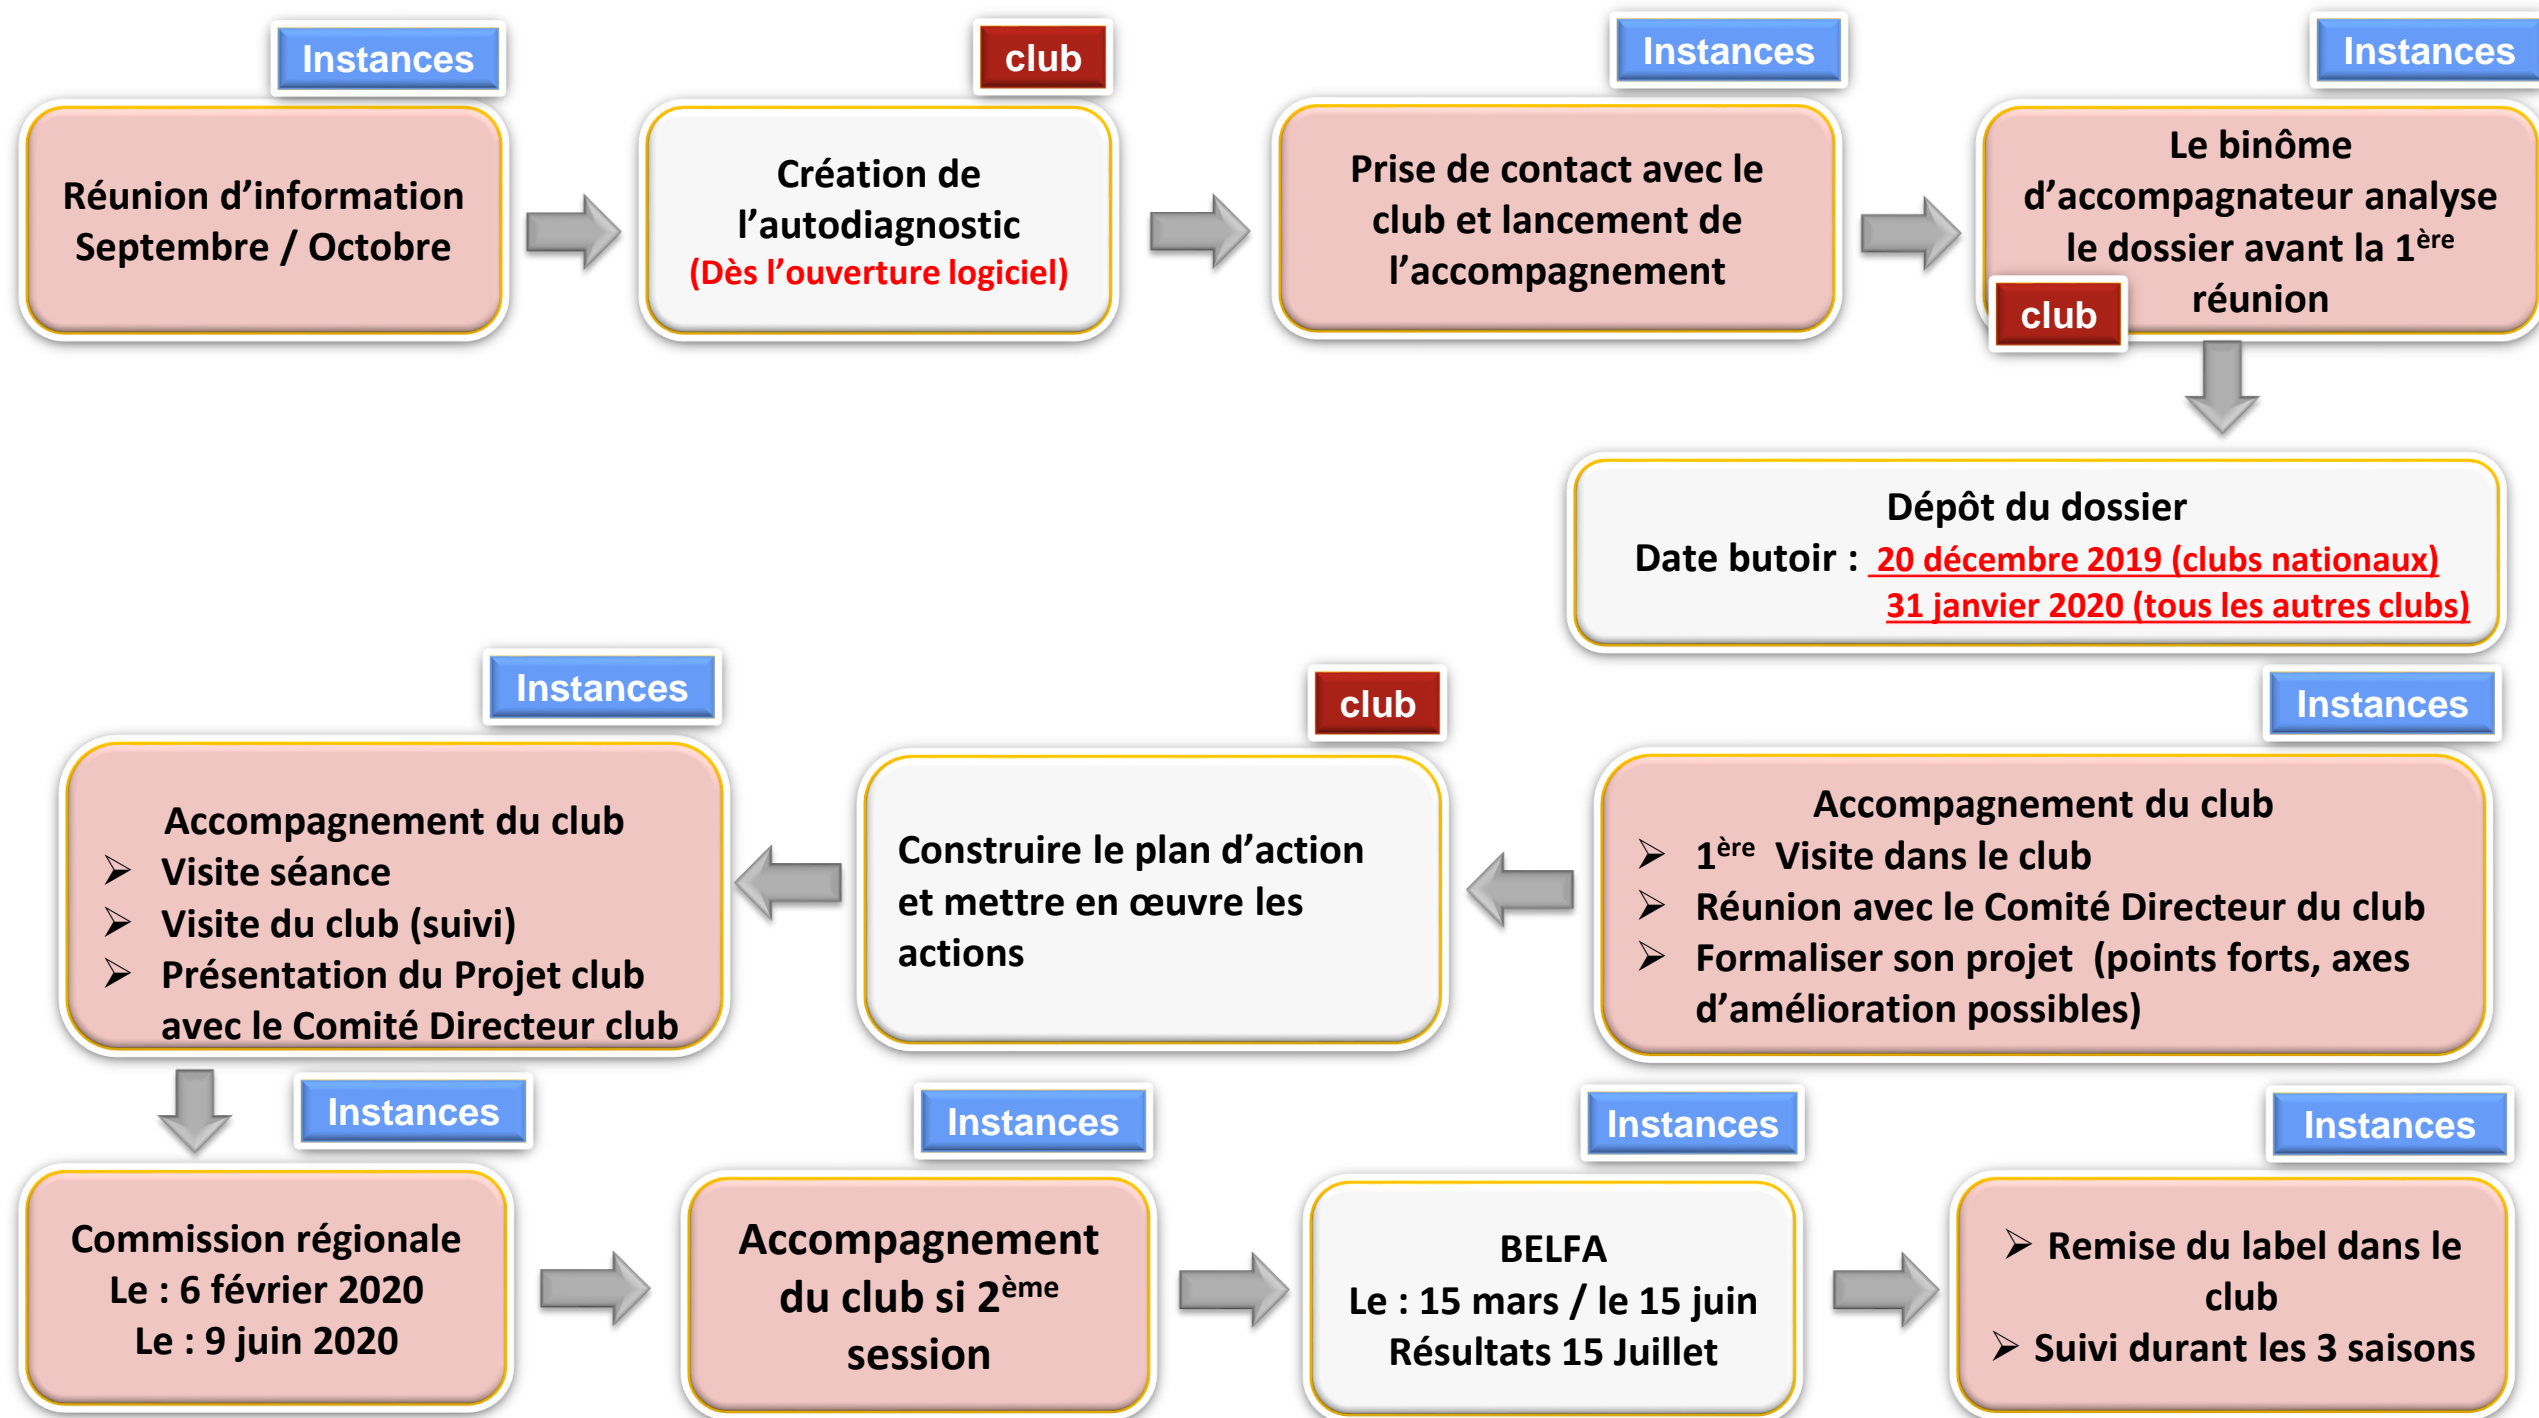 Instances
Réunion d’information
Septembre / Octobre
club
Création de
l’autodiagnostic
(Dès l’ouverture logiciel)
Instances
Prise de contact avec le
club et lancement de
l’accompagnement
Instances
Le binôme
d’accompagnateur analyse
le dossier avant la 1ère
réunion
club
Dépôt du dossier
Date butoir : 20 décembre 2019 (clubs nationaux)
31 janvier 2020 (tous les autres clubs)
Instances
Accompagnement du club
➢ 1ère Visite dans le club
➢ Réunion avec le Comité Directeur du club
➢ Formaliser son projet (points forts, axes
d’amélioration possibles)
club
Construire le plan d’action
et mettre en œuvre les
actions
Instances
Accompagnement du club
➢ Visite séance
➢ Visite du club (suivi)
➢ Présentation du Projet club
avec le Comité Directeur club
Instances
Commission régionale
Le : 6 février 2020
Le : 9 juin 2020
Instances
Accompagnement
du club si 2ème
session
Instances
BELFA
Le : 15 mars / le 15 juin
Résultats 15 Juillet
Instances
➢ Remise du label dans le
club
➢ Suivi durant les 3 saisons